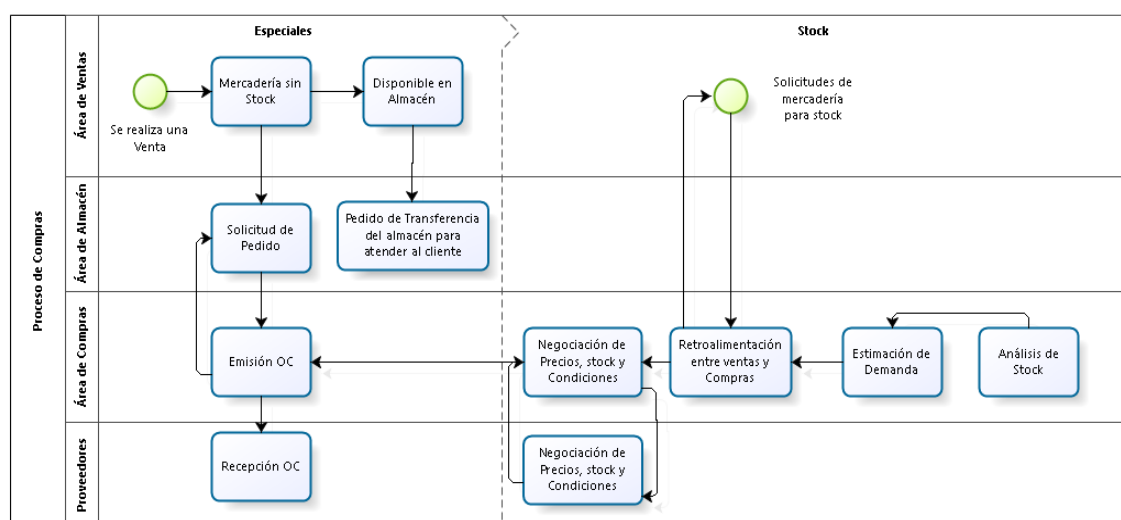 Proceso de Compras
Especiales
Stock
Área de Ventas
Se realiza una
Venta
Mercadería sin
Stock
Disponible en
Almacén
Solicitudes de
mercadería
para stock
Área de Almacén
Solicitud de
Pedido
Pedido de Transferencia
del almacén para
atender al cliente
Área de Compras
Emisión OC
Negociación de
Precios, stock y
Condiciones
Retroalimentación
entre ventas y
Compras
Estimación de
Demanda
Análisis de
Stock
Proveedores
Recepción OC
Negociación de
Precios, stock y
Condiciones